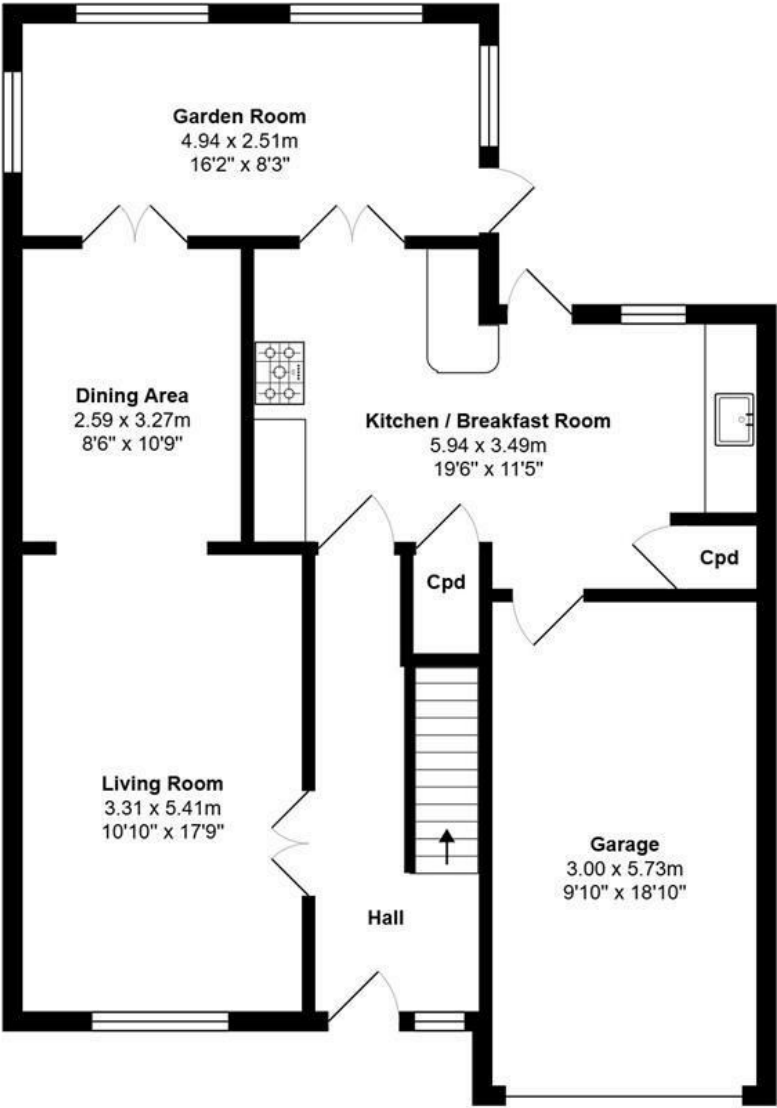 Garden Room
4.94 x 2.51m
16'2" x 8'3"
Dining Area
2.59 x 3.27m
8'6" x 10'9"
Kitchen / Breakfast Room
5.94 x 3.49m
19'6" x 11'5"
Cpd
Cpd
Living Room
3.31 x 5.41m
10'10" x 17'9"
Garage
3.00 x 5.73m
9'10" x 18'10"
Hall